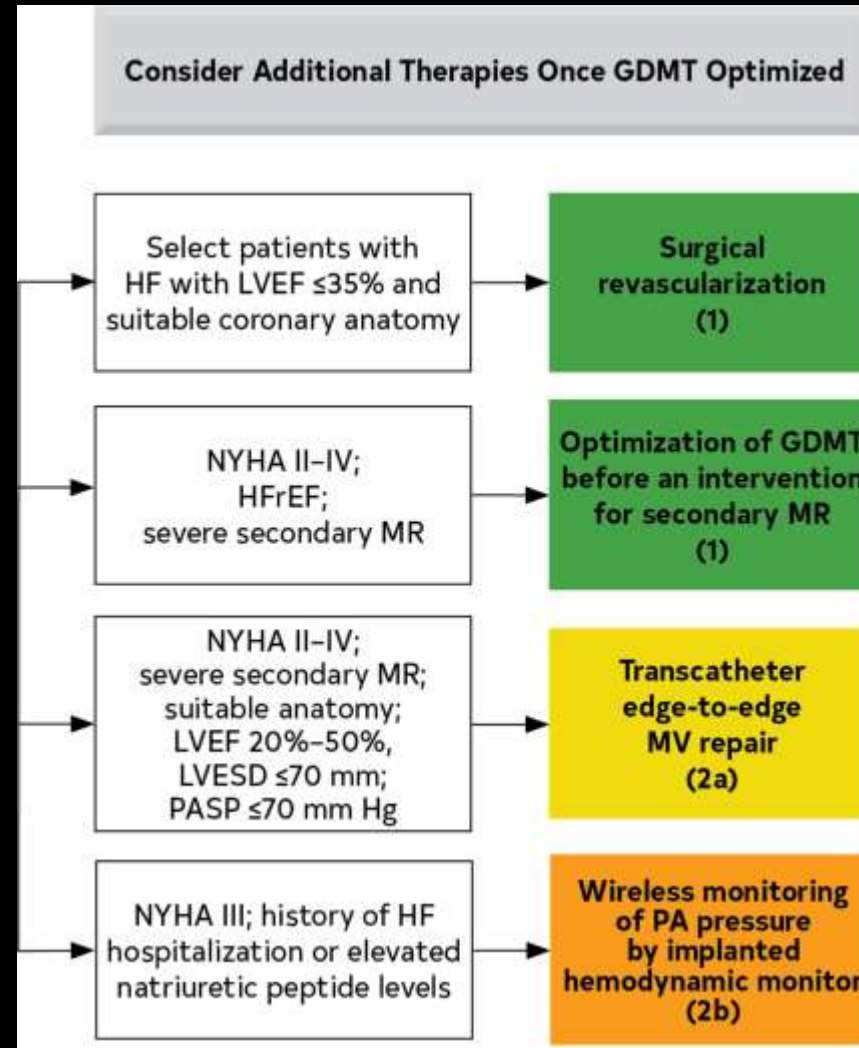 Consider Additional Therapies Once GDMT Optimized
Select patients with
HF with LVEF ≤35% and
suitable coronary anatomy
Surgical
revascularization
(1)
NYHA II–IV;
HFrEF;
severe secondary MR
Optimization of GDMT
before an intervention
for secondary MR
(1)
NYHA II–IV;
severe secondary MR;
suitable anatomy;
LVEF 20%–50%,
LVESD ≤70 mm;
PASP ≤70 mm Hg
Transcatheter
edge-to-edge
MV repair
(2a)
NYHA III; history of HF
hospitalization or elevated
natriuretic peptide levels
Wireless monitoring
of PA pressure
by implanted
hemodynamic monitor
(2b)